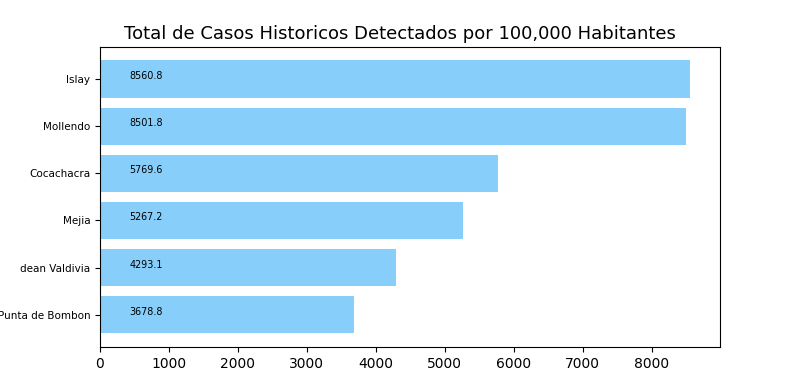 Total de Casos Historicos Detectados por 100,000 Habitantes
Islay 8560.8
Mollendo 8501.8
Cocachacra 5769.6
Mejia 5267.2
dean Valdivia 4293.1
Punta de Bombon 3678.8
0 1000 2000 3000 4000 5000 6000 7000 8000